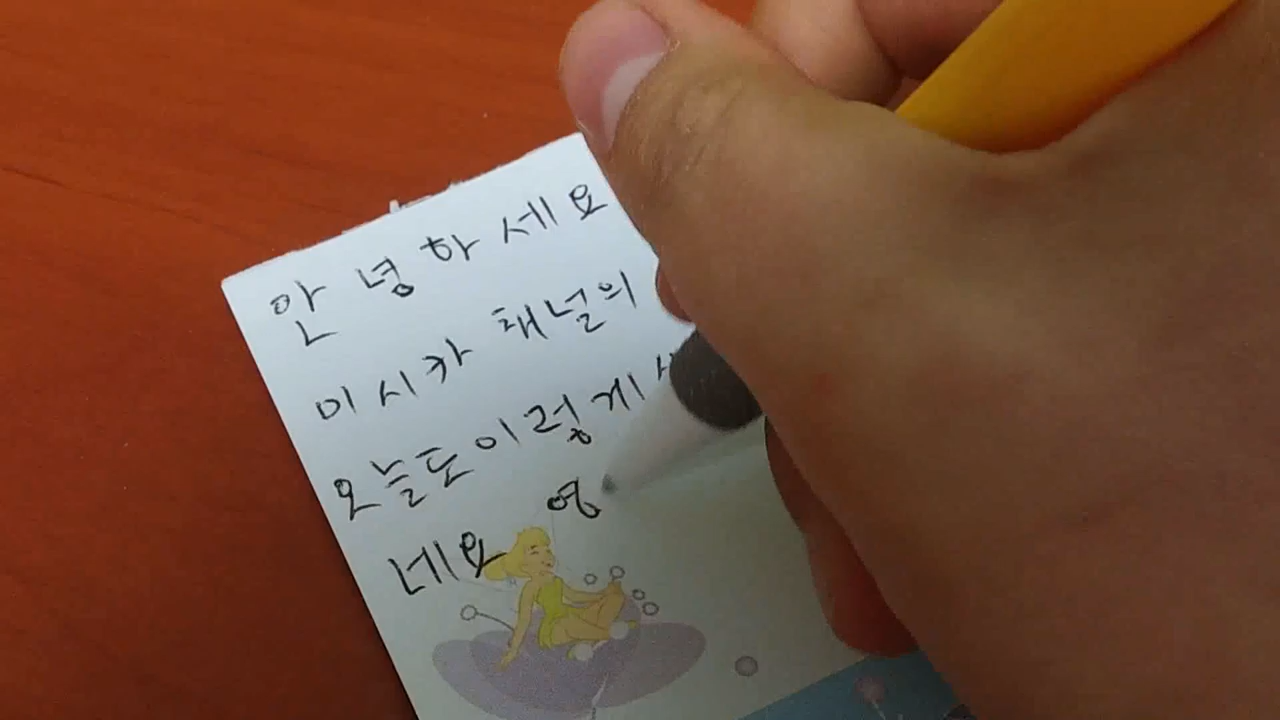 안녕하세요
미시카 채널의
오늘도 이렇게
네요